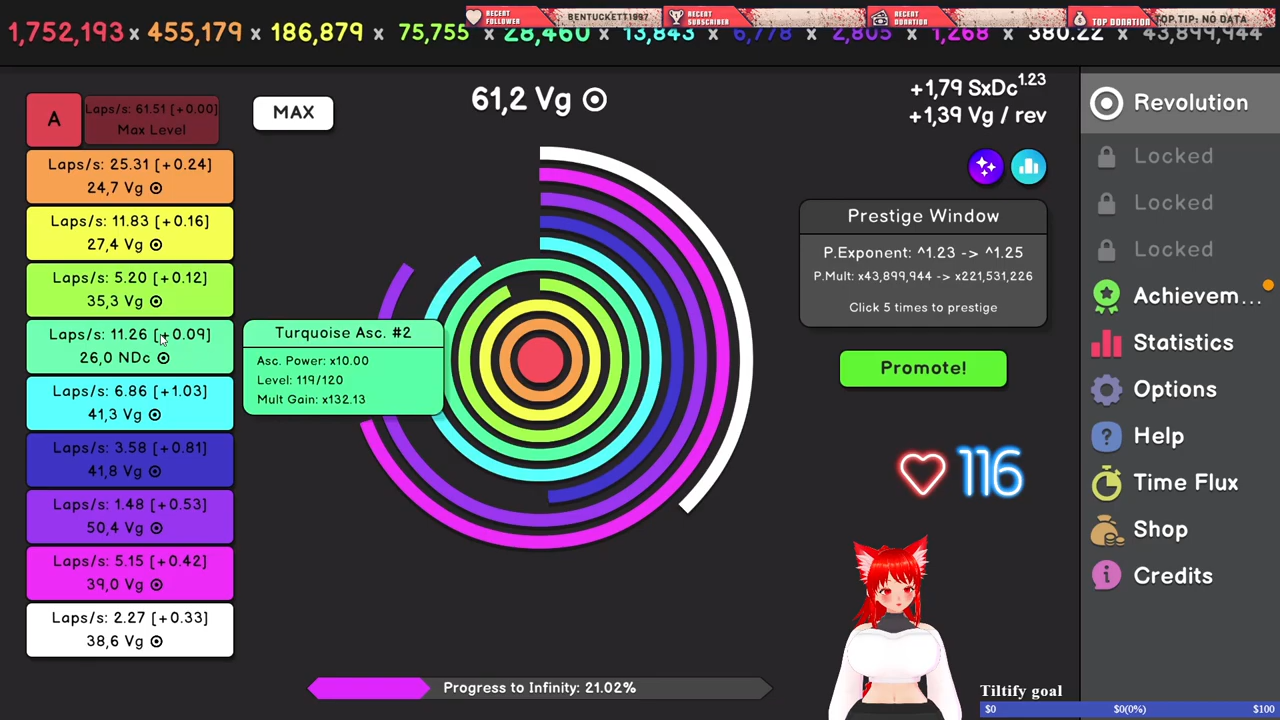 RECENT FOLLOWER BENTUCKETT1997 RECENT SUBSCRIBER RECENT DONATION TOP DONATION TOP TIP: NO DATA
1,752,193 x 455,179 x 186,879 x 75,755 x 28,460 x 13,843 x 6,778 x 2,805 x 1,268 x 380.22 x 43,899,944
A
Laps/s: 61.51 [+0.00]
Max Level
MAX
61,2 Vg
+1,79 SxDc^1.23
+1,39 Vg / rev
Laps/s: 25.31 [+0.24]
24,7 Vg
Laps/s: 11.83 [+0.16]
27,4 Vg
Laps/s: 5.20 [+0.12]
35,3 Vg
Laps/s: 11.26 [+0.09]
26,0 NDc
Laps/s: 6.86 [+1.03]
41,3 Vg
Laps/s: 3.58 [+0.81]
41,8 Vg
Laps/s: 1.48 [+0.53]
50,4 Vg
Laps/s: 5.15 [+0.42]
39,0 Vg
Laps/s: 2.27 [+0.33]
38,6 Vg
Turquoise Asc. #2
Asc. Power: x10.00
Level: 119/120
Mult Gain: x132.13
Prestige Window
P.Exponent: ^1.23 -> ^1.25
P.Mult: x43,899,944 -> x221,531,226
Click 5 times to prestige
Promote!
116
Revolution
Locked
Locked
Locked
Achievem...
Statistics
Options
Help
Time Flux
Shop
Credits
Progress to Infinity: 21.02%
Tiltify goal
$0 $0(0%) $100